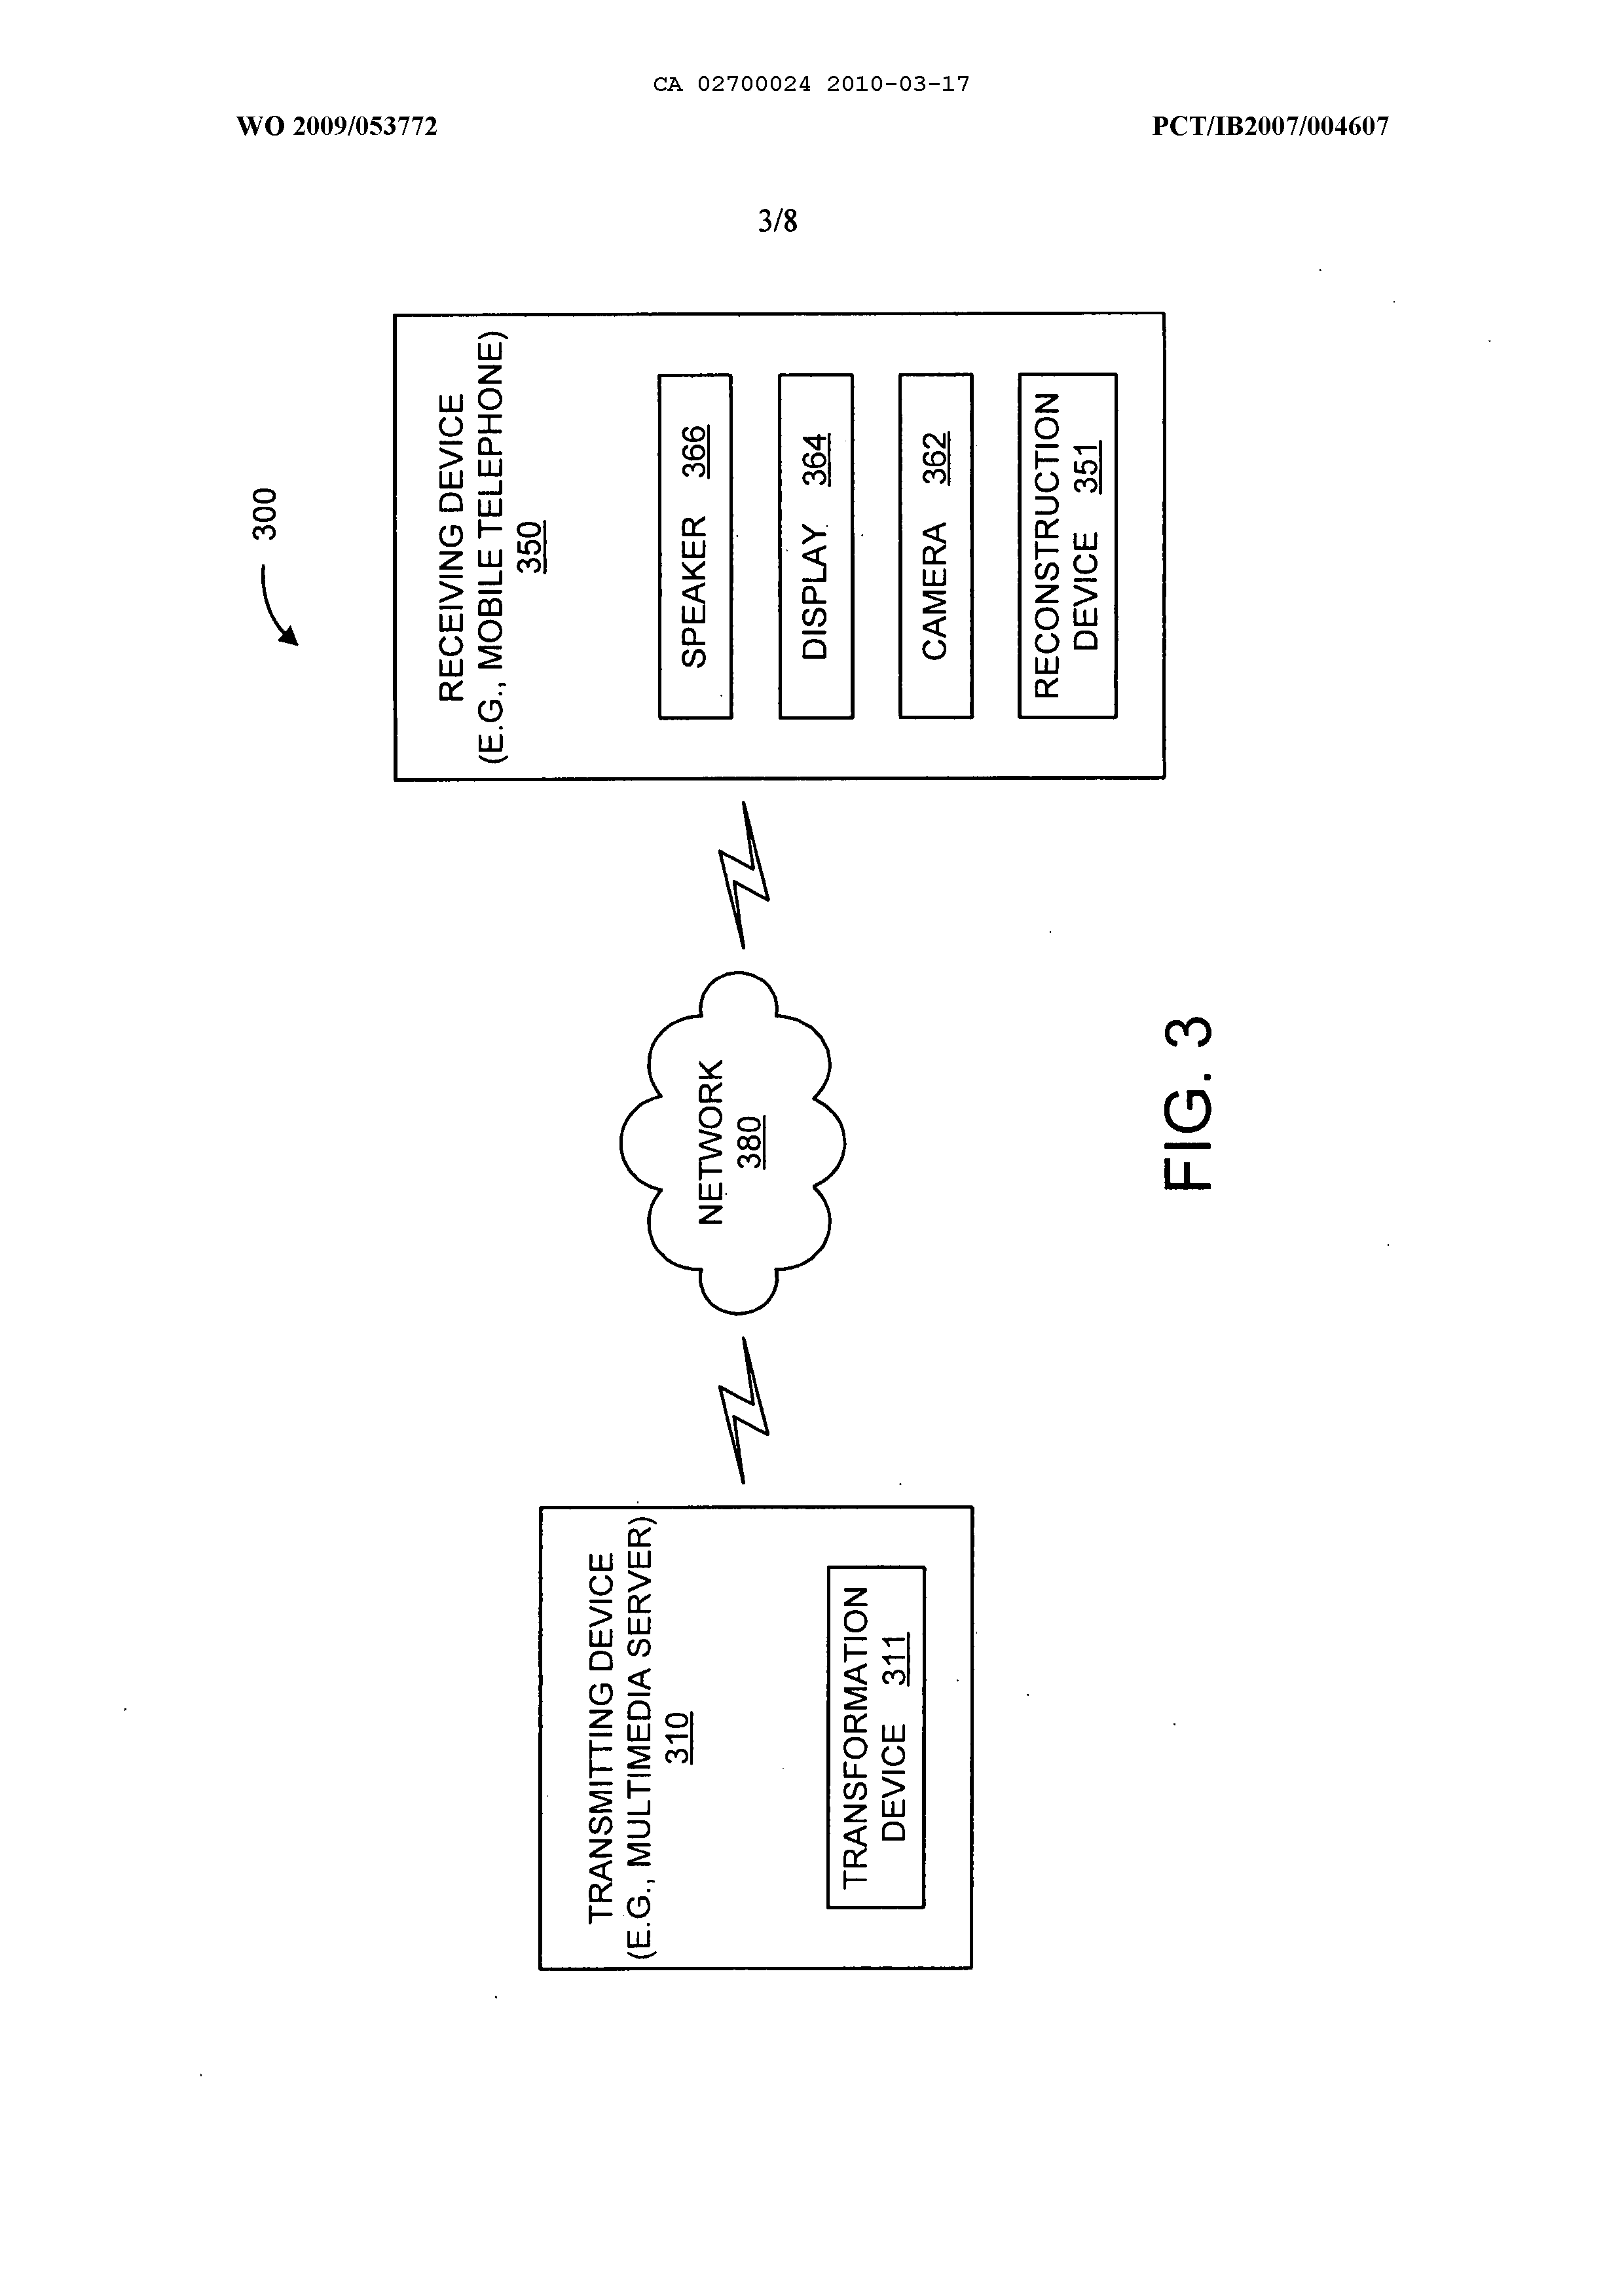 CA 02700024 2010-03-17
WO 2009/053772
PCT/IB2007/004607
3/8
300
RECEIVING DEVICE
(E.G., MOBILE TELEPHONE)
350
SPEAKER 366
DISPLAY 364
CAMERA 362
RECONSTRUCTION
DEVICE 351
NETWORK
380
TRANSMITTING DEVICE
(E.G., MULTIMEDIA SERVER)
310
TRANSFORMATION
DEVICE 311
FIG. 3